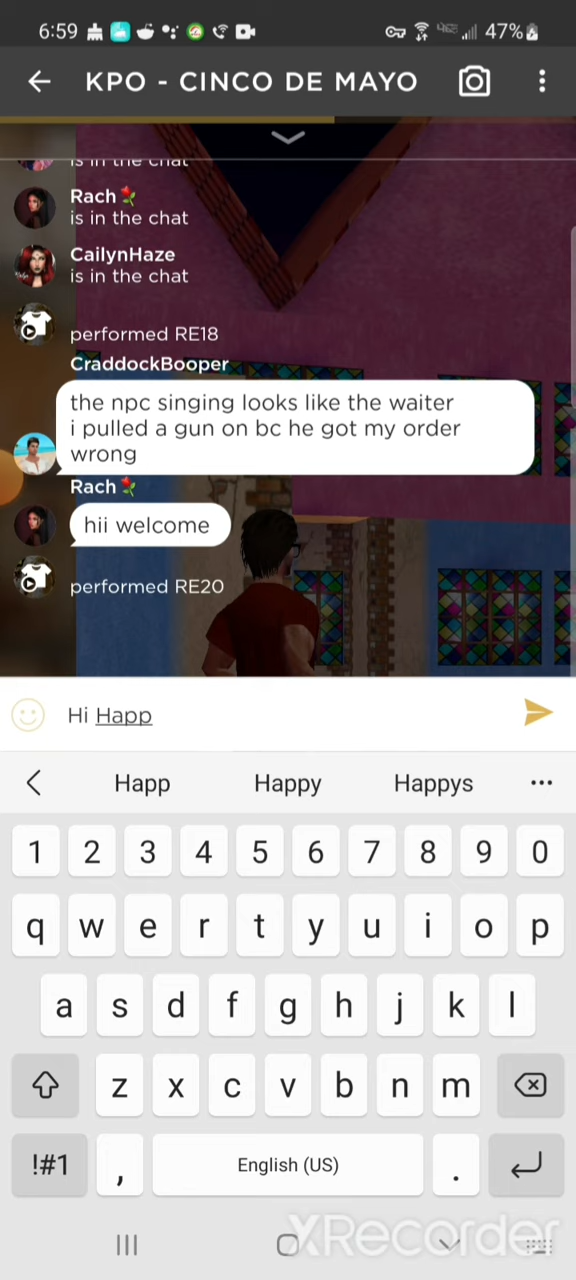 6:59 47%
KPO - CINCO DE MAYO
is in the chat
Rach🌹
is in the chat
CailynHaze
is in the chat
performed RE18
CraddockBooper
the npc singing looks like the waiter
i pulled a gun on bc he got my order
wrong
Rach🌹
hii welcome
performed RE20
Hi Happ
Happ Happy Happys
1 2 3 4 5 6 7 8 9 0
q w e r t y u i o p
a s d f g h j k l
z x c v b n m
!#1 , English (US) .
XRecorder